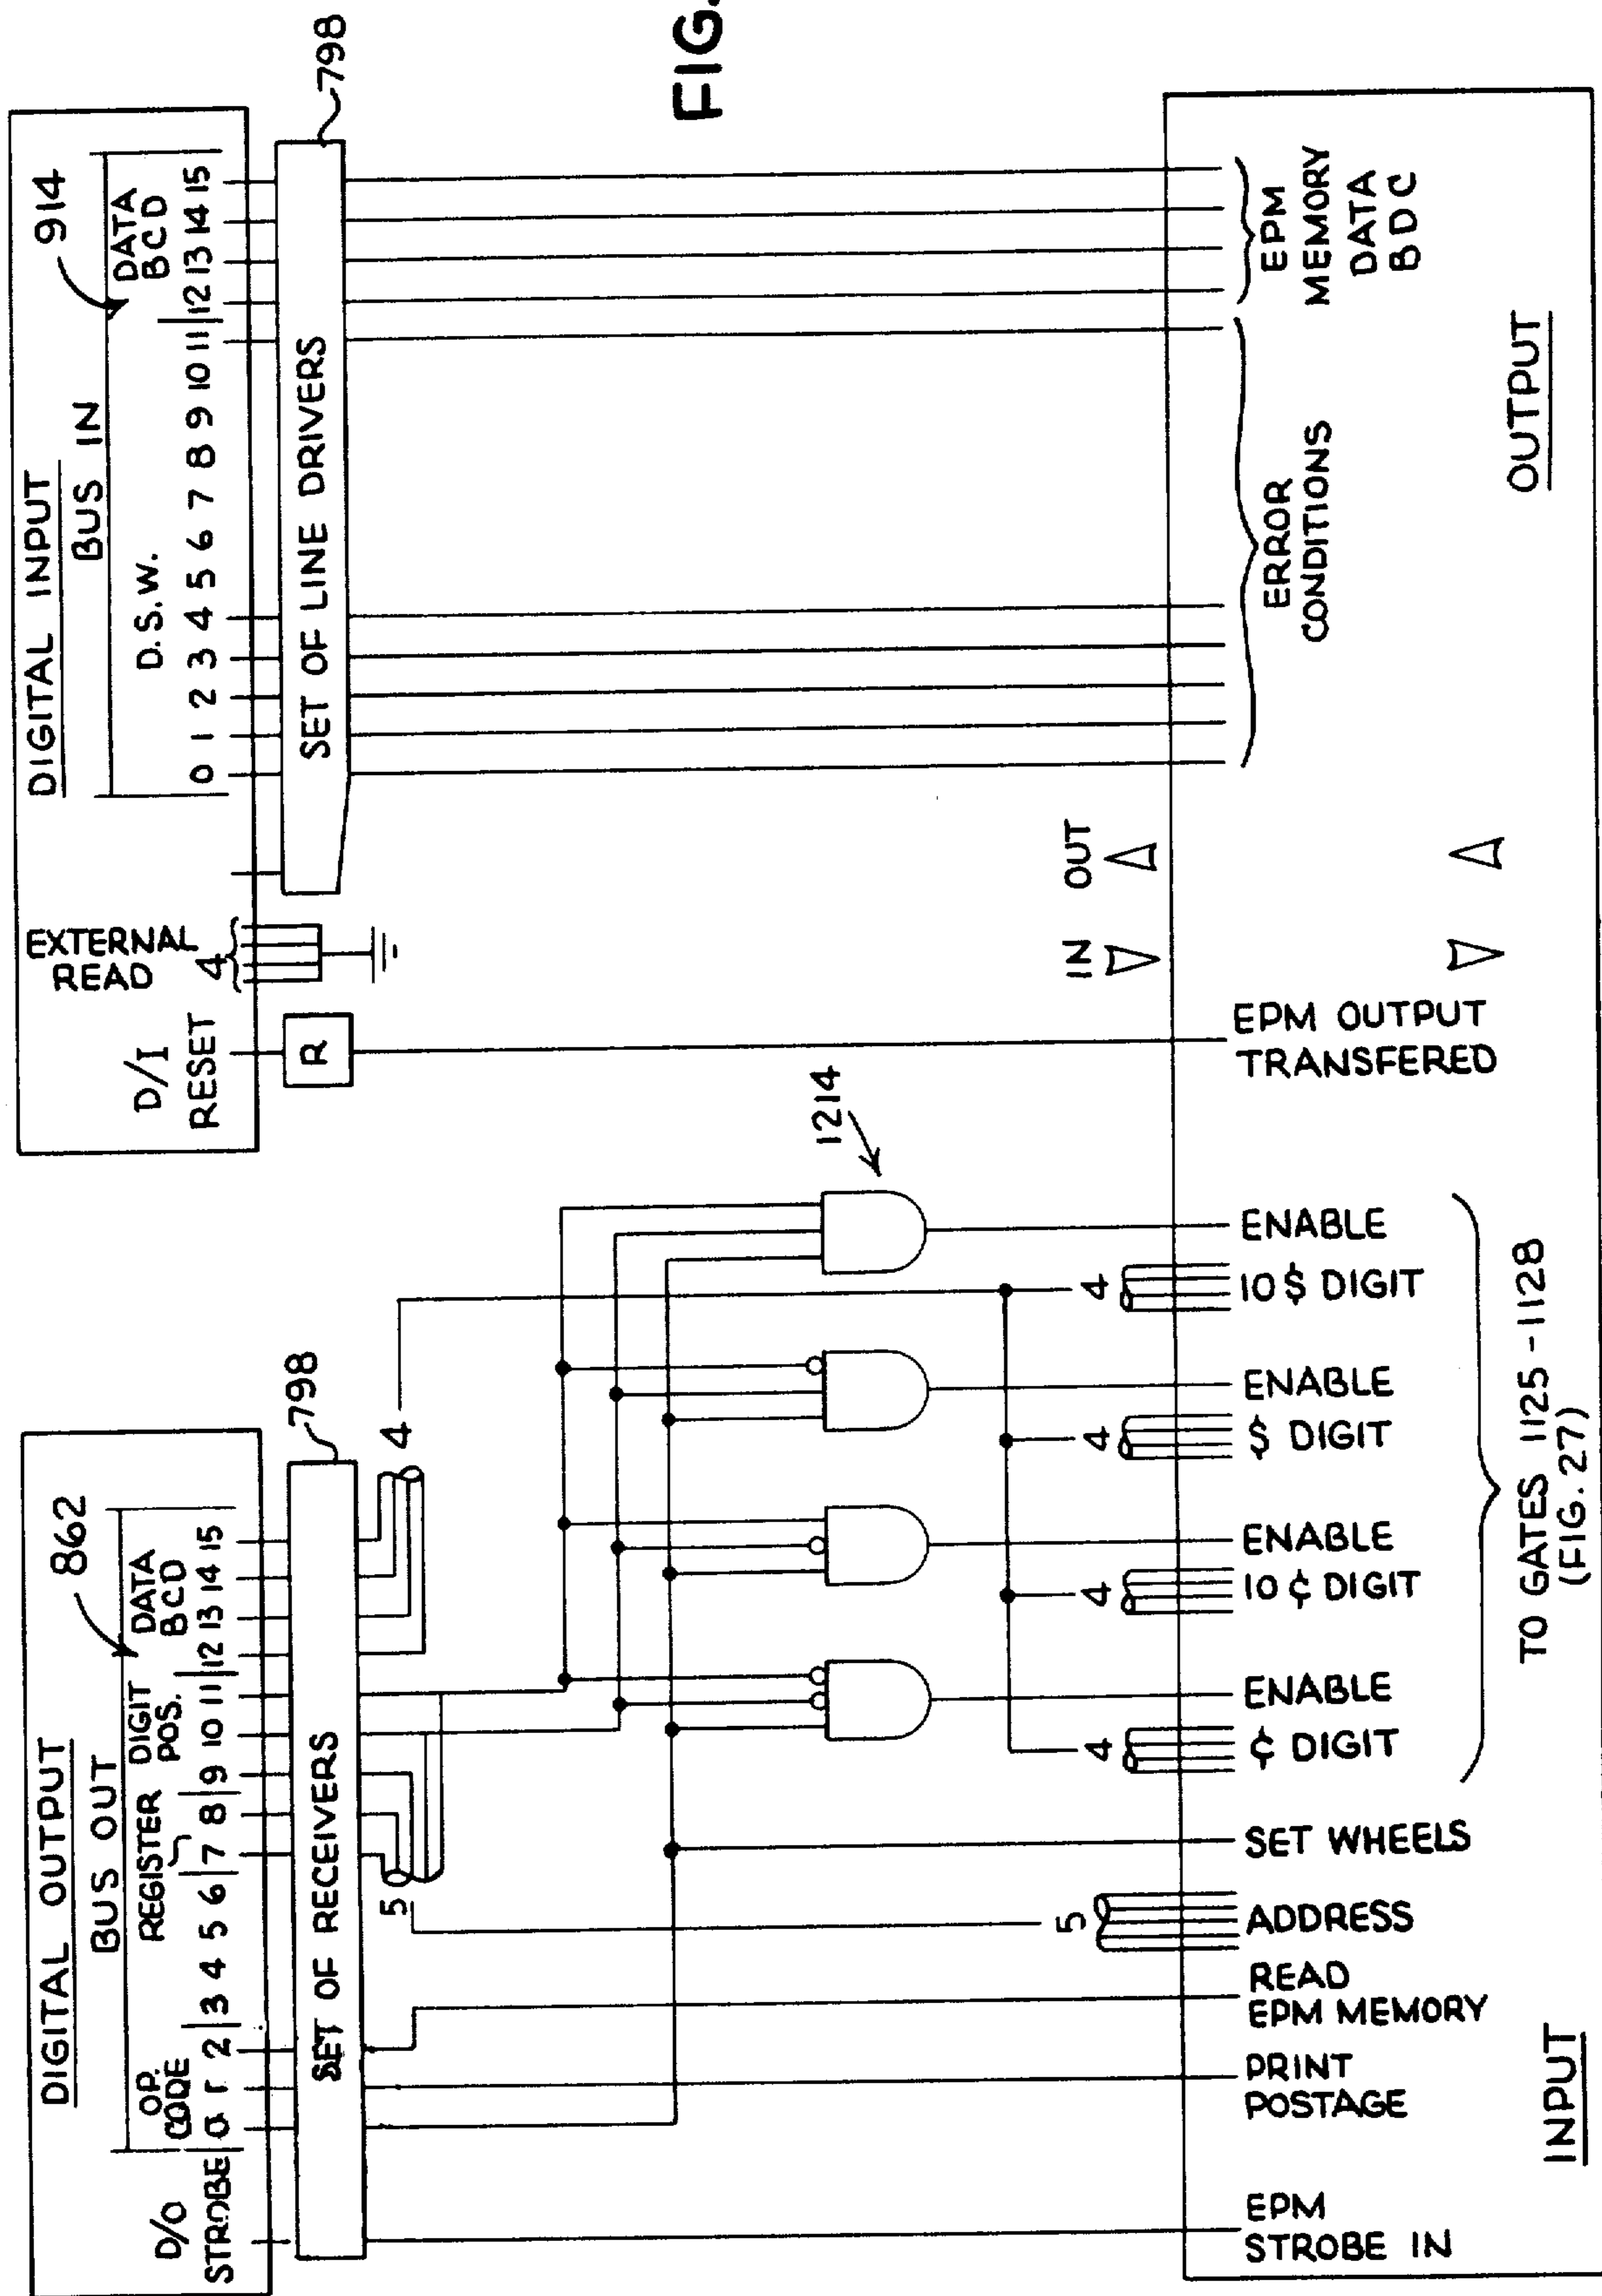 DIGITAL OUTPUT
BUS OUT
862
D/O
STROBE
OP.
CODE
REGISTER
DIGIT
POS.
DATA
BCD
0 1 2 3 4 5 6 7 8 9 10 11 12 13 14 15
SET OF RECEIVERS
798
5
4
DIGITAL INPUT
BUS IN
914
D/I
RESET
EXTERNAL
READ
4
D.S.W.
DATA
BCD
0 1 2 3 4 5 6 7 8 9 10 11 12 13 14 15
R
SET OF LINE DRIVERS
798
FIG.
1214
IN
OUT
5
4
4
4
4
EPM
STROBE IN
PRINT
POSTAGE
READ
EPM MEMORY
ADDRESS
SET WHEELS
¢ DIGIT
ENABLE
10 ¢ DIGIT
ENABLE
$ DIGIT
ENABLE
10 $ DIGIT
ENABLE
TO GATES 1125-1128
(FIG. 27)
EPM OUTPUT
TRANSFERED
ERROR
CONDITIONS
EPM
MEMORY
DATA
BDC
INPUT
OUTPUT